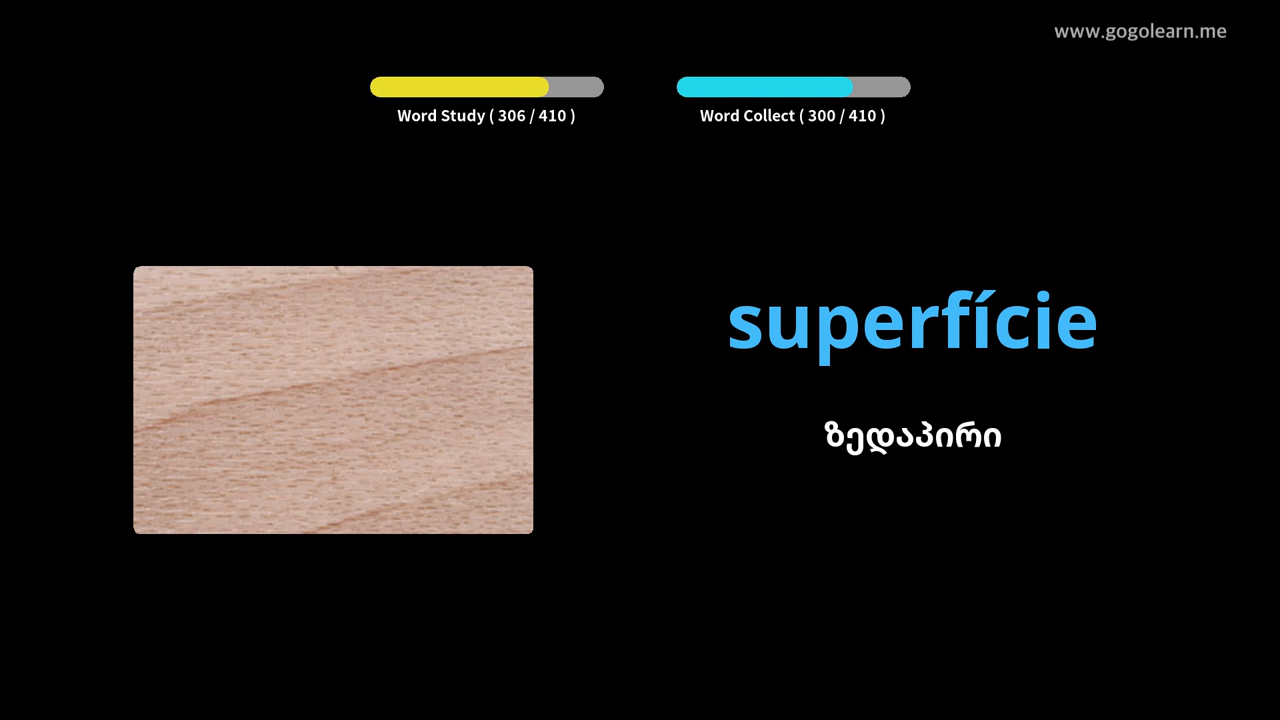 www.gogolearn.me
Word Study ( 306 / 410 )
Word Collect ( 300 / 410 )
superfície
ზედაპირი